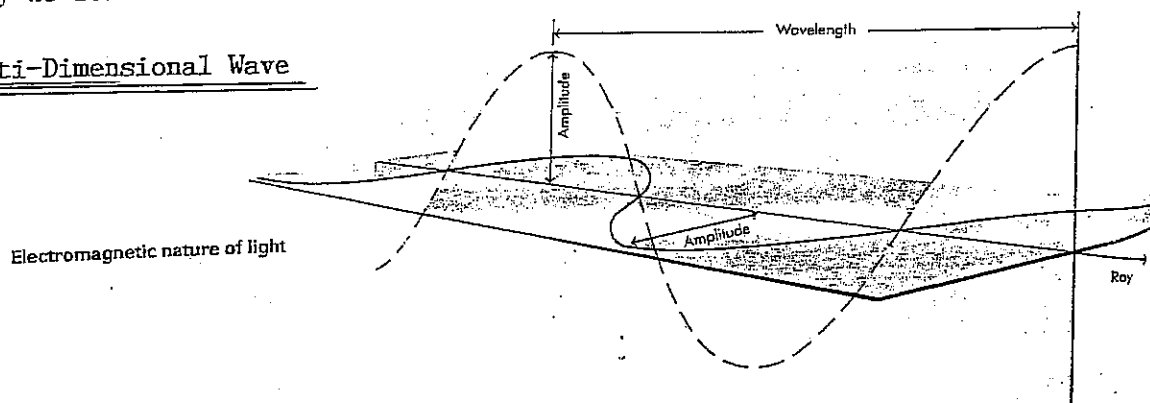 Wavelength
ti-Dimensional Wave
Amplitude
Amplitude
Electromagnetic nature of light
Ray